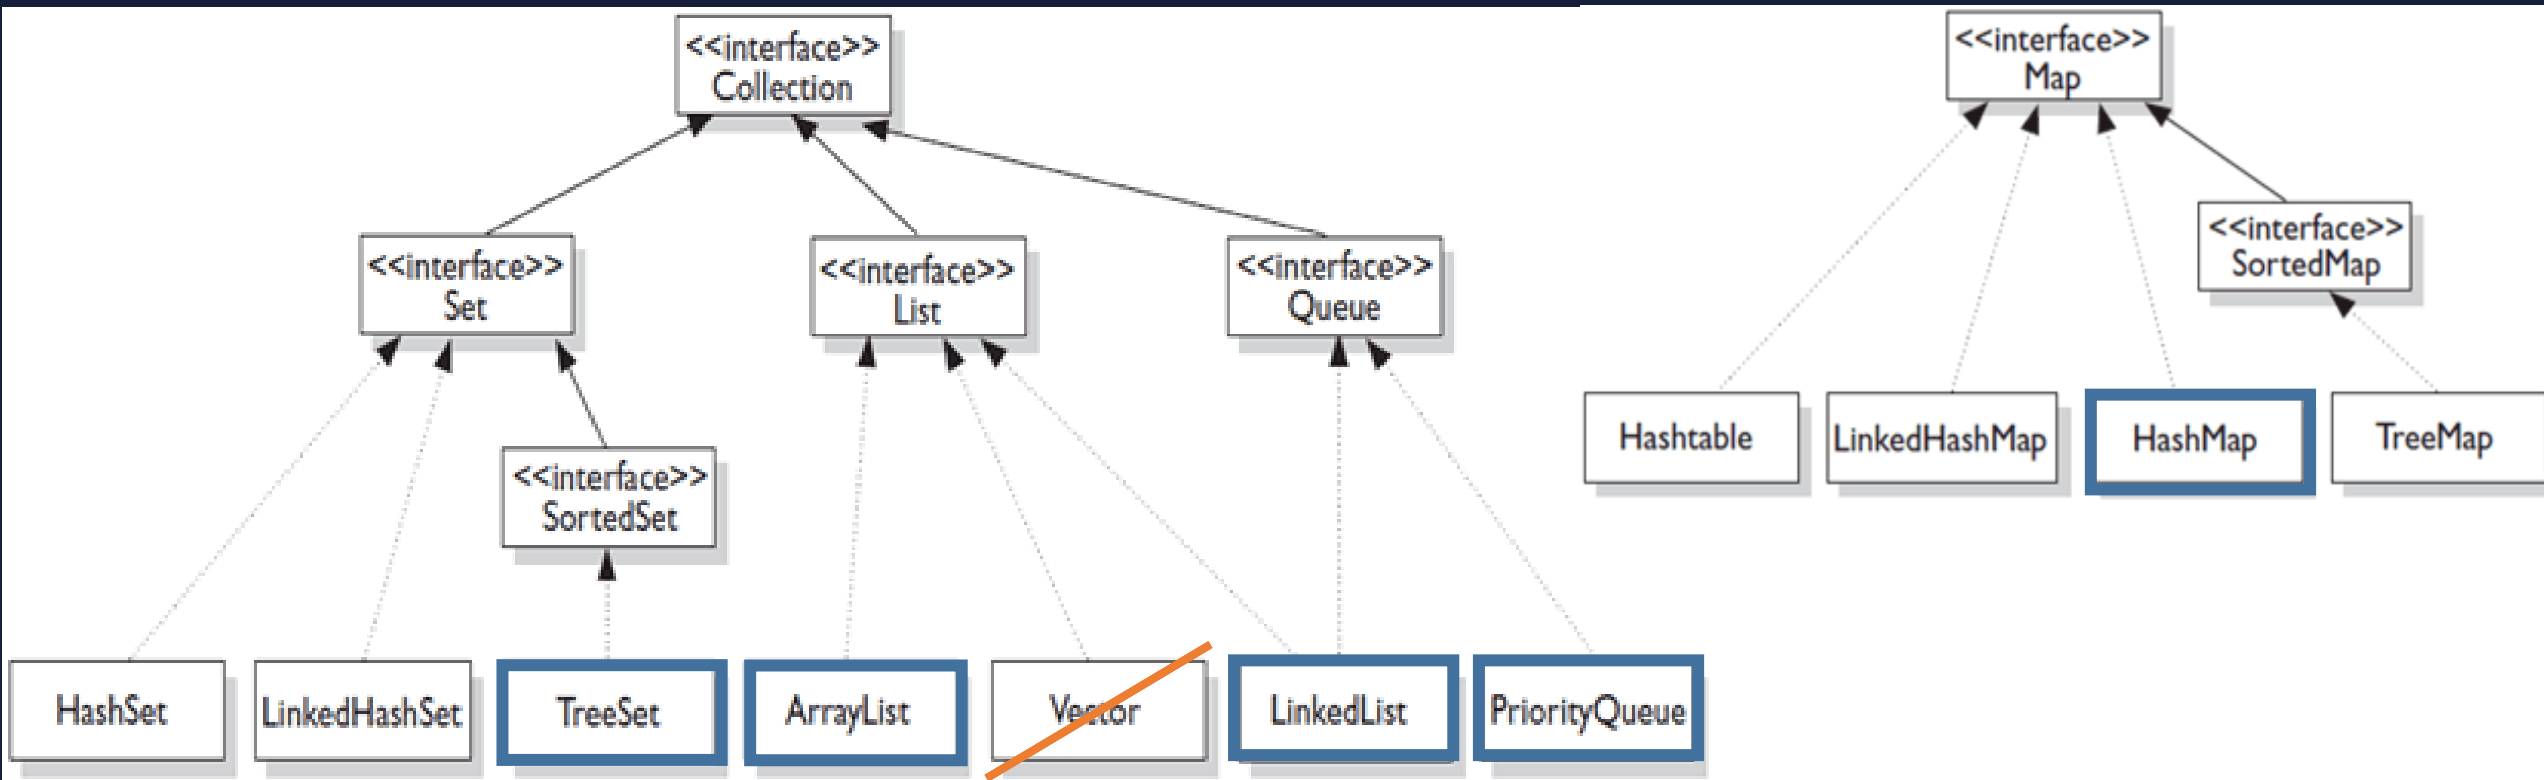 <<interface>>
Collection
<<interface>>
Map
<<interface>>
Set
<<interface>>
List
<<interface>>
Queue
<<interface>>
SortedMap
<<interface>>
SortedSet
Hashtable
LinkedHashMap
HashMap
TreeMap
HashSet
LinkedHashSet
TreeSet
ArrayList
Vector
LinkedList
PriorityQueue